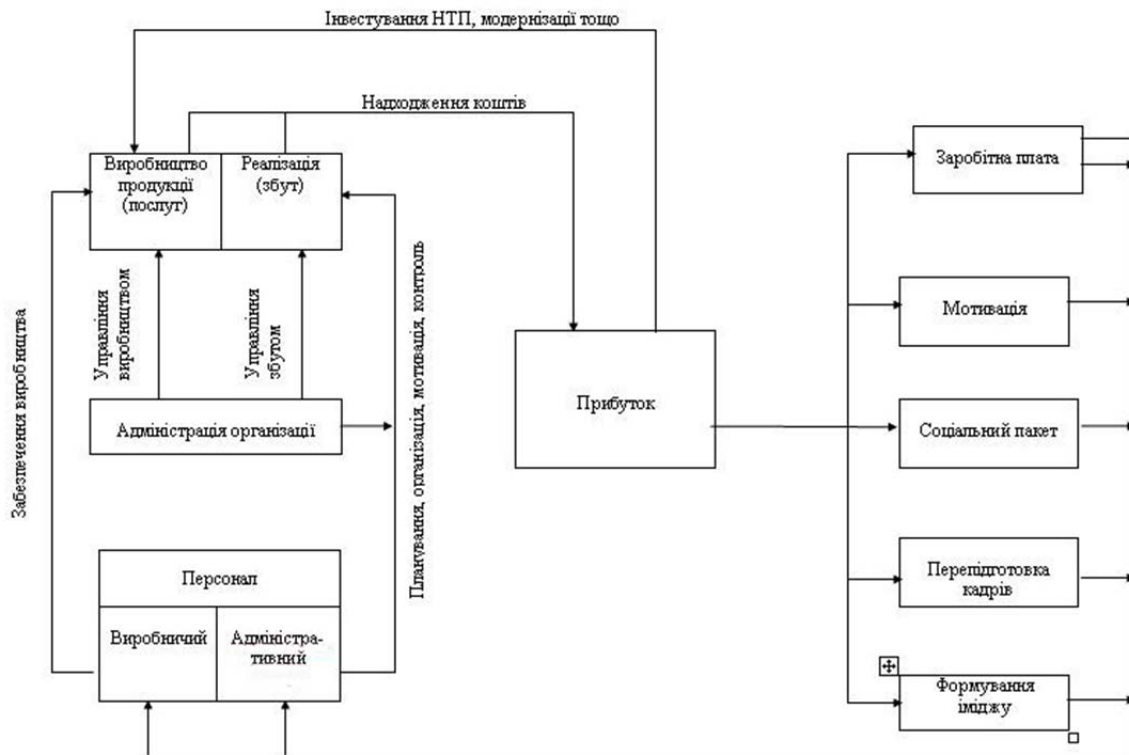 Інвестування НТП, модернізації тощо
Надходження коштів
Виробництво
продукції
(послуг)
Реалізація
(збут)
Заробітна плата
Управління
виробництвом
Управління
збутом
Забезпечення виробництва
Планування, організація, мотивація, контроль
Мотивація
Прибуток
Адміністрація організації
Соціальний пакет
Персонал
Виробничий
Адміністра-
тивний
Перепідготовка
кадрів
Формування
іміджу